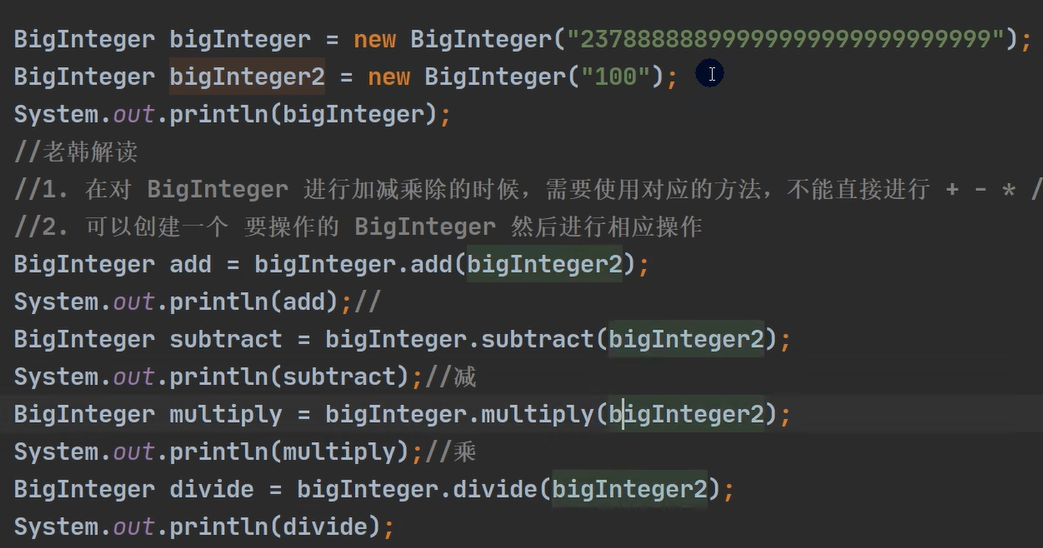 BigInteger bigInteger = new BigInteger("23788888899999999999999999999");
BigInteger bigInteger2 = new BigInteger("100");
System.out.println(bigInteger);
//老韩解读
//1. 在对 BigInteger 进行加减乘除的时候，需要使用对应的方法，不能直接进行 + - * /
//2. 可以创建一个 要操作的 BigInteger 然后进行相应操作
BigInteger add = bigInteger.add(bigInteger2);
System.out.println(add);//
BigInteger subtract = bigInteger.subtract(bigInteger2);
System.out.println(subtract);//减
BigInteger multiply = bigInteger.multiply(bigInteger2);
System.out.println(multiply);//乘
BigInteger divide = bigInteger.divide(bigInteger2);
System.out.println(divide);